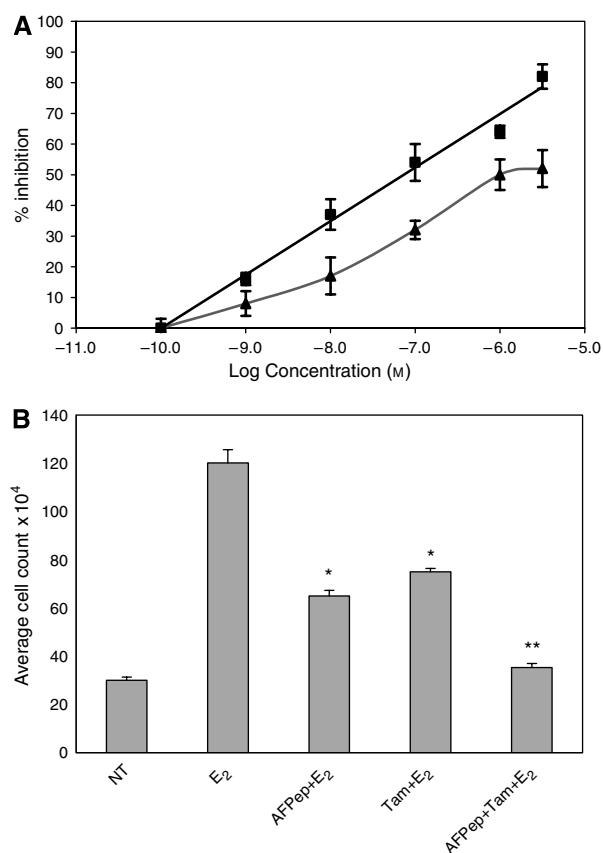 A
% inhibition
100
90
80
70
60
50
40
30
20
10
0
–11.0 –10.0 –9.0 –8.0 –7.0 –6.0 –5.0
Log Concentration (M)
B
Average cell count x 10⁴
140
120
100
80
60
40
20
0
*
*
**
NT
E₂
AFPep+E₂
Tam+E₂
AFPep+Tam+E₂